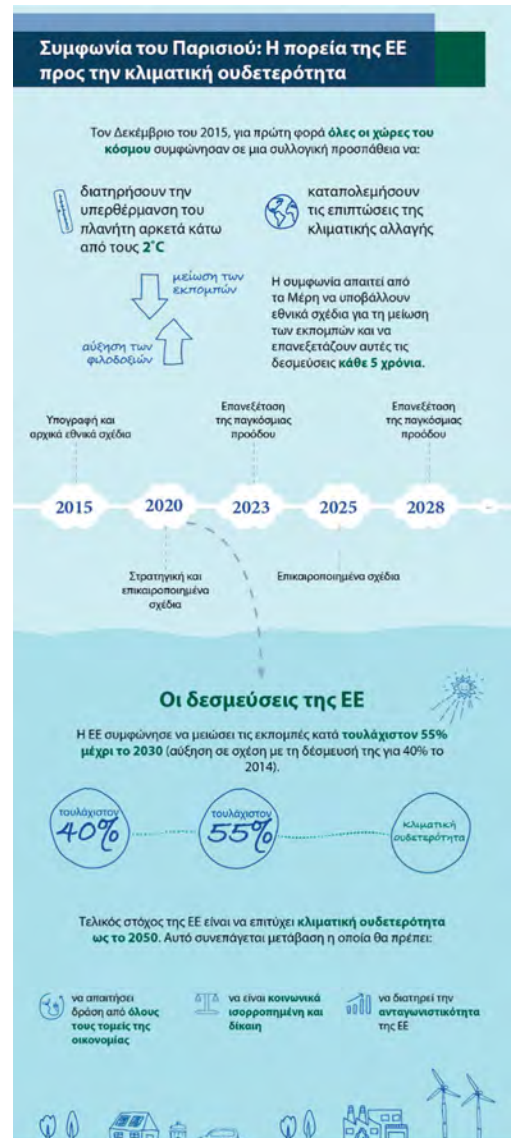 Συμφωνία του Παρισιού: Η πορεία της ΕΕ
προς την κλιματική ουδετερότητα
Τον Δεκέμβριο του 2015, για πρώτη φορά όλες οι χώρες του
κόσμου συμφώνησαν σε μια συλλογική προσπάθεια να:
διατηρήσουν την
υπερθέρμανση του
πλανήτη αρκετά κάτω
από τους 2˚C
καταπολεμήσουν
τις επιπτώσεις της
κλιματικής αλλαγής
μείωση των
εκπομπών
αύξηση των
φιλοδοξιών
Η συμφωνία απαιτεί από
τα Μέρη να υποβάλλουν
εθνικά σχέδια για τη μείωση
των εκπομπών και να
επανεξετάζουν αυτές τις
δεσμεύσεις κάθε 5 χρόνια.
Υπογραφή και
αρχικά εθνικά σχέδια
Επανεξέταση
της παγκόσμιας
προόδου
Επανεξέταση
της παγκόσμιας
προόδου
2015 2020 2023 2025 2028
Στρατηγική και
επικαιροποιημένα
σχέδια
Επικαιροποιημένα σχέδια
Οι δεσμεύσεις της ΕΕ
Η ΕΕ συμφώνησε να μειώσει τις εκπομπές κατά τουλάχιστον 55%
μέχρι το 2030 (αύξηση σε σχέση με τη δέσμευσή της για 40% το
2014).
τουλάχιστον
40%
τουλάχιστον
55%
κλιματική
ουδετερότητα
Τελικός στόχος της ΕΕ είναι να επιτύχει κλιματική ουδετερότητα
ως το 2050. Αυτό συνεπάγεται μετάβαση η οποία θα πρέπει:
να απαιτήσει
δράση από όλους
τους τομείς της
οικονομίας
να είναι κοινωνικά
ισορροπημένη και
δίκαιη
να διατηρεί την
ανταγωνιστικότητα
της ΕΕ